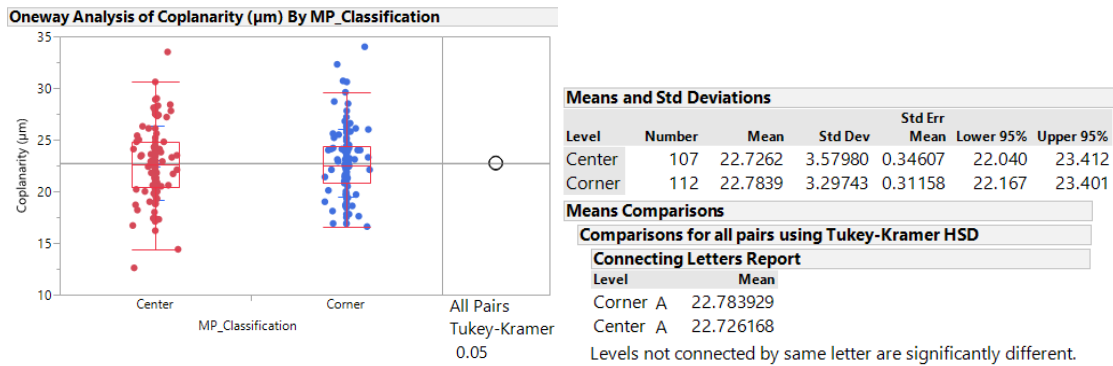 Oneway Analysis of Coplanarity (µm) By MP_Classification
35
30
25
20
15
10
Coplanarity (µm)
Center
Corner
MP_Classification
All Pairs
Tukey-Kramer
0.05
Means and Std Deviations
Level Number Mean Std Dev Std Err Mean Lower 95% Upper 95%
Center 107 22.7262 3.57980 0.34607 22.040 23.412
Corner 112 22.7839 3.29743 0.31158 22.167 23.401
Means Comparisons
Comparisons for all pairs using Tukey-Kramer HSD
Connecting Letters Report
Level Mean
Corner A 22.783929
Center A 22.726168
Levels not connected by same letter are significantly different.